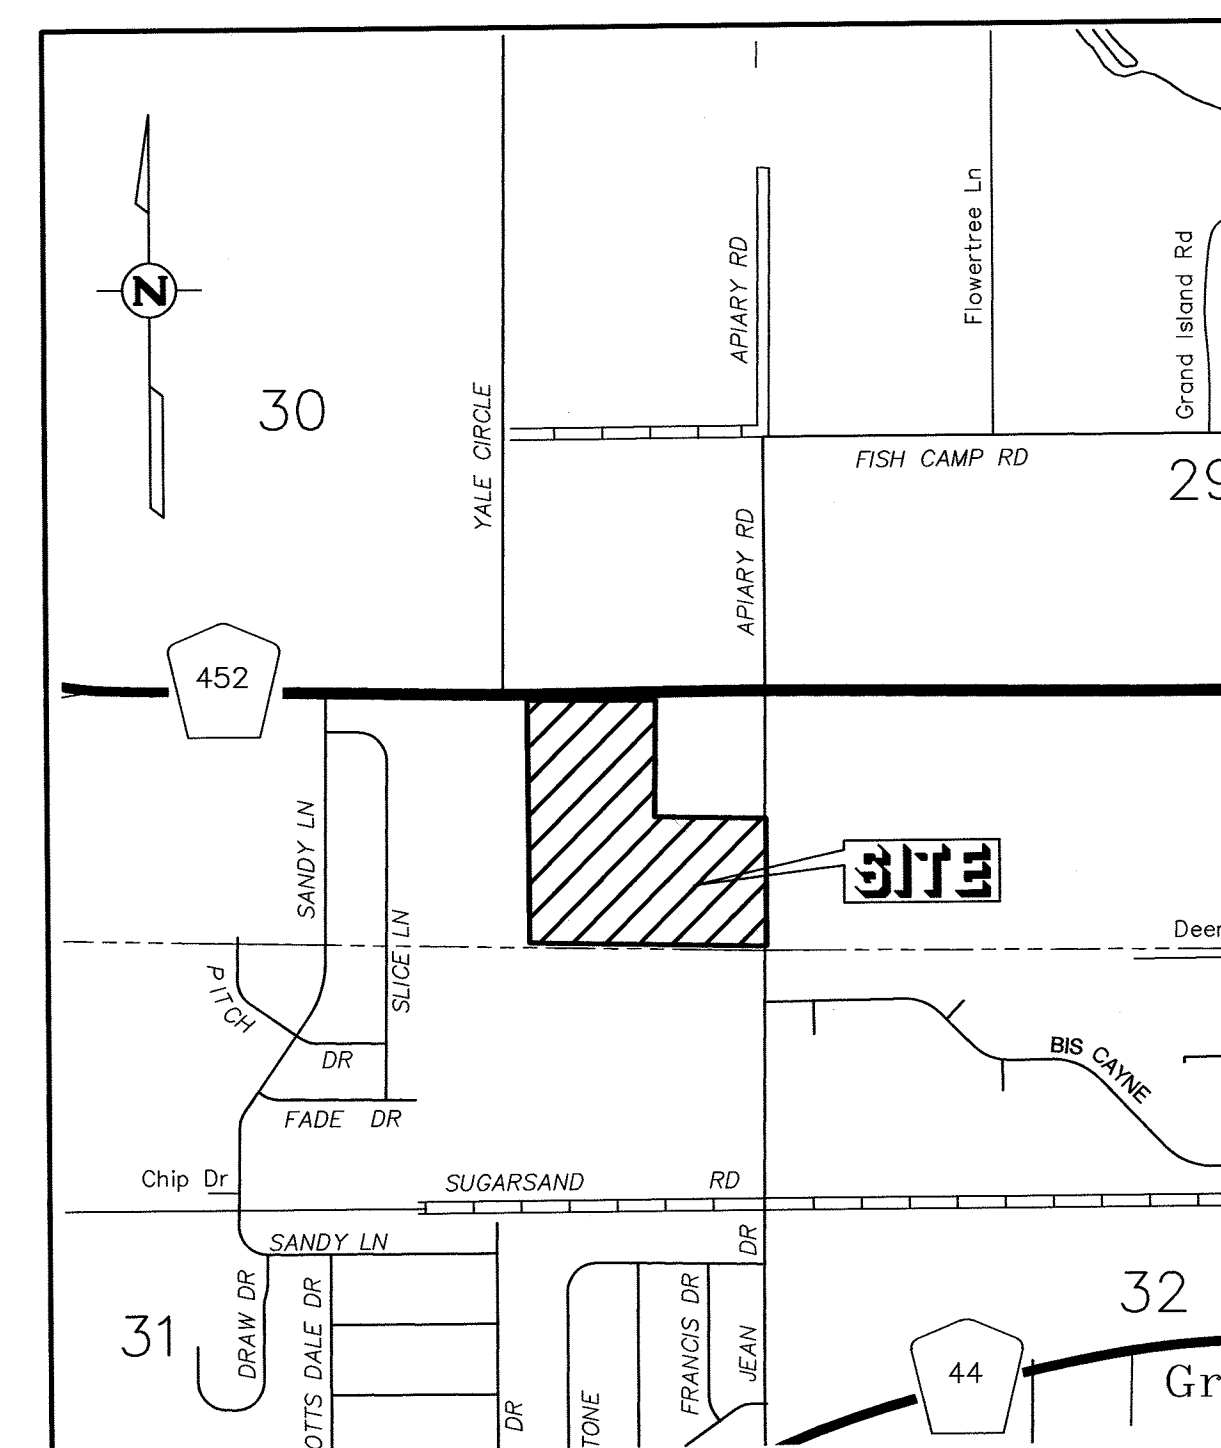 N
30
YALE CIRCLE
APIARY RD
Flowertree Ln
Grand Island Rd
FISH CAMP RD
29
APIARY RD
452
SANDY LN
SLICE LN
SITE
Deer
PITCH
DR
FADE DR
BIS CAYNE
Chip Dr
SUGARSAND RD
SANDY LN
DRAW DR
OTTS DALE DR
31
DR
TONE
FRANCIS DR
JEAN DR
32
44
Gr